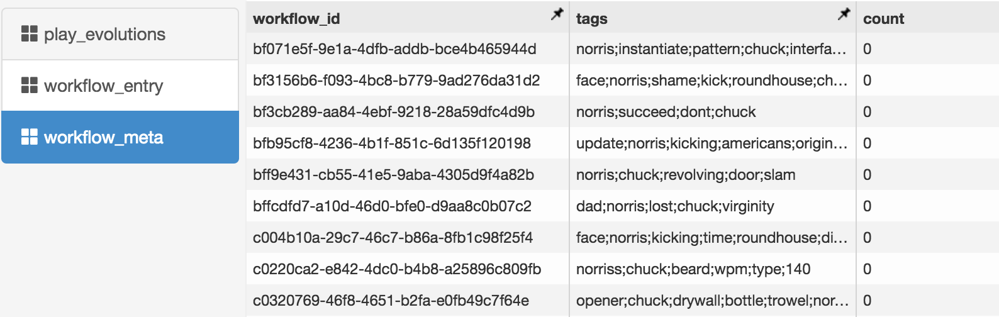 play_evolutions
workflow_entry
workflow_meta
workflow_id tags count
bf071e5f-9e1a-4dfb-addb-bce4b465944d norris;instantiate;pattern;chuck;interfa... 0
bf3156b6-f093-4bc8-b779-9ad276da31d2 face;norris;shame;kick;roundhouse;ch... 0
bf3cb289-aa84-4ebf-9218-28a59dfc4d9b norris;succeed;dont;chuck 0
bfb95cf8-4236-4b1f-851c-6d135f120198 update;norris;kicking;americans;origin... 0
bff9e431-cb55-41e5-9aba-4305d9f4a82b norris;chuck;revolving;door;slam 0
bffcdfd7-a10d-46d0-bfe0-d9aa8c0b07c2 dad;norris;lost;chuck;virginity 0
c004b10a-29c7-46c7-b86a-8fb1c98f25f4 face;norris;kicking;time;roundhouse;di... 0
c0220ca2-e842-4dc0-b4b8-a25896c809fb norriss;chuck;beard;wpm;type;140 0
c0320769-46f8-4651-b2fa-e0fb49c7f64e opener;chuck;drywall;bottle;trowel;nor... 0